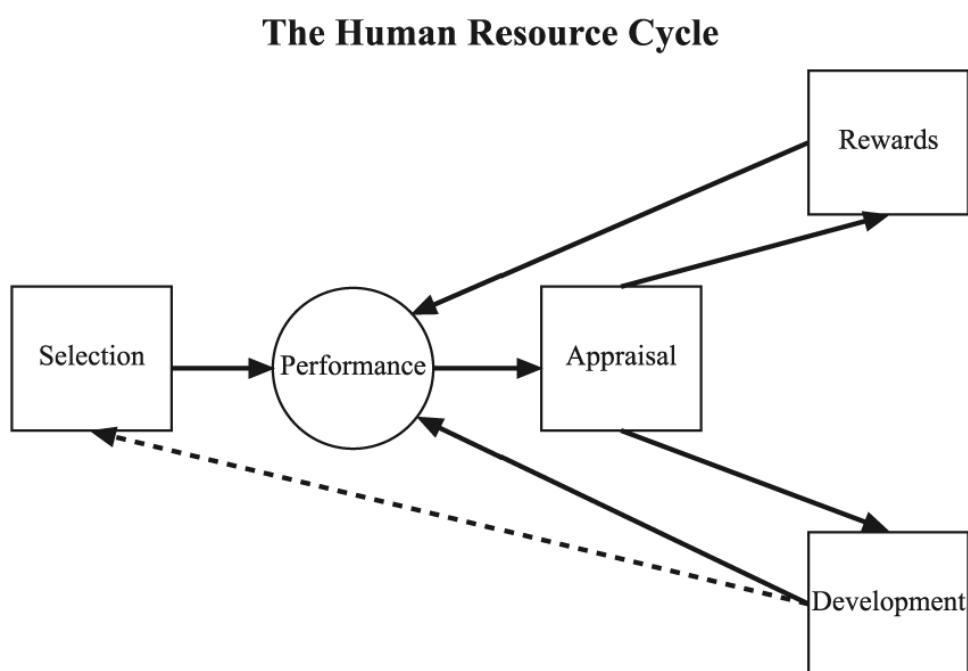 The Human Resource Cycle
Rewards
Selection
Performance
Appraisal
Development